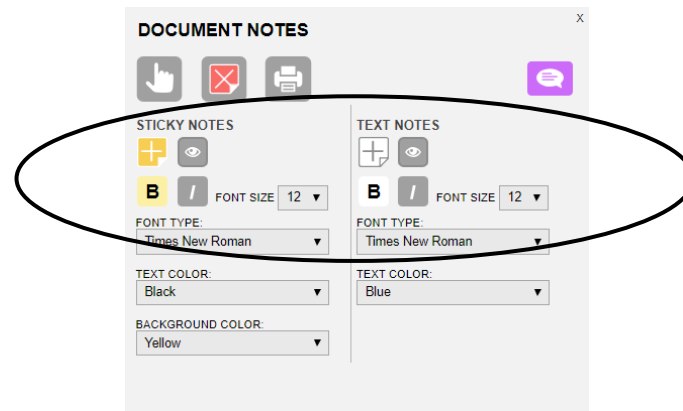 X
DOCUMENT NOTES
STICKY NOTES
B I FONT SIZE 12
FONT TYPE:
Times New Roman
TEXT COLOR:
Black
BACKGROUND COLOR:
Yellow
TEXT NOTES
B I FONT SIZE 12
FONT TYPE:
Times New Roman
TEXT COLOR:
Blue